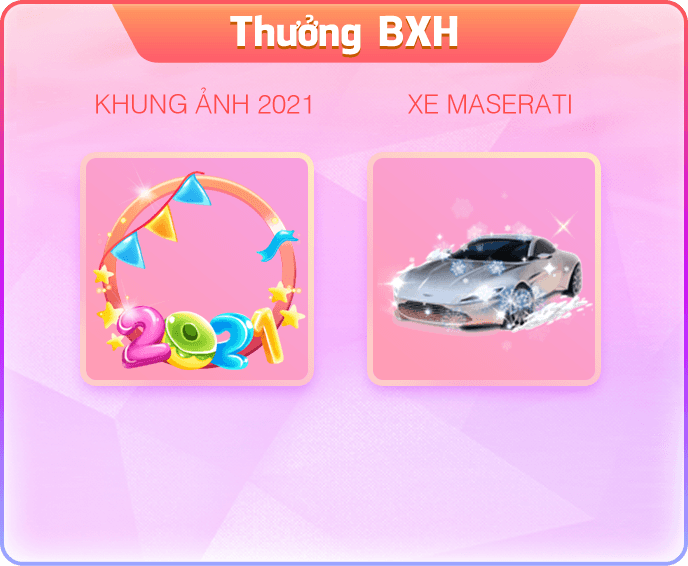 Thưởng BXH
KHUNG ẢNH 2021
XE MASERATI
2021